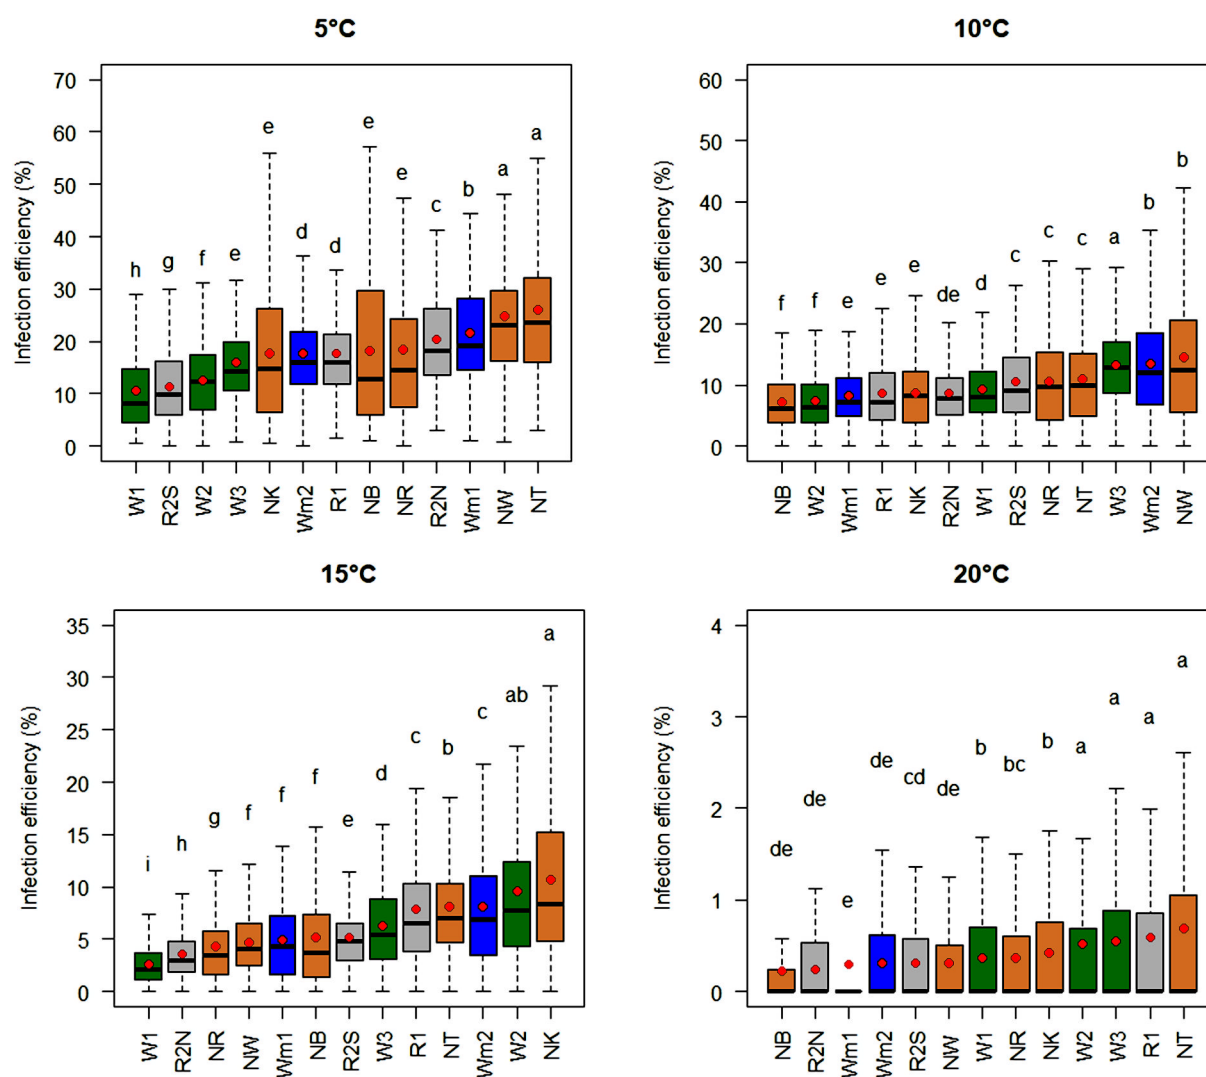 5°C
Infection efficiency (%)
70
60
50
40
30
20
10
0
h g f e e d d e e c b a a
W1 R2S W2 W3 NK Wm2 R1 NB NR R2N Wm1 NW NT
10°C
Infection efficiency (%)
60
50
40
30
20
10
0
f f e e e de d c c c a b b
NB W2 Wm1 R1 NK R2N W1 R2S NR NT W3 Wm2 NW
15°C
Infection efficiency (%)
35
30
25
20
15
10
5
0
i h g f f f e d c b c ab a
W1 R2N NR NW Wm1 NB R2S W3 R1 NT Wm2 W2 NK
20°C
Infection efficiency (%)
4
3
2
1
0
de de e de cd de b bc b a a a a
NB R2N Wm1 Wm2 R2S NW W1 NR NK W2 W3 R1 NT